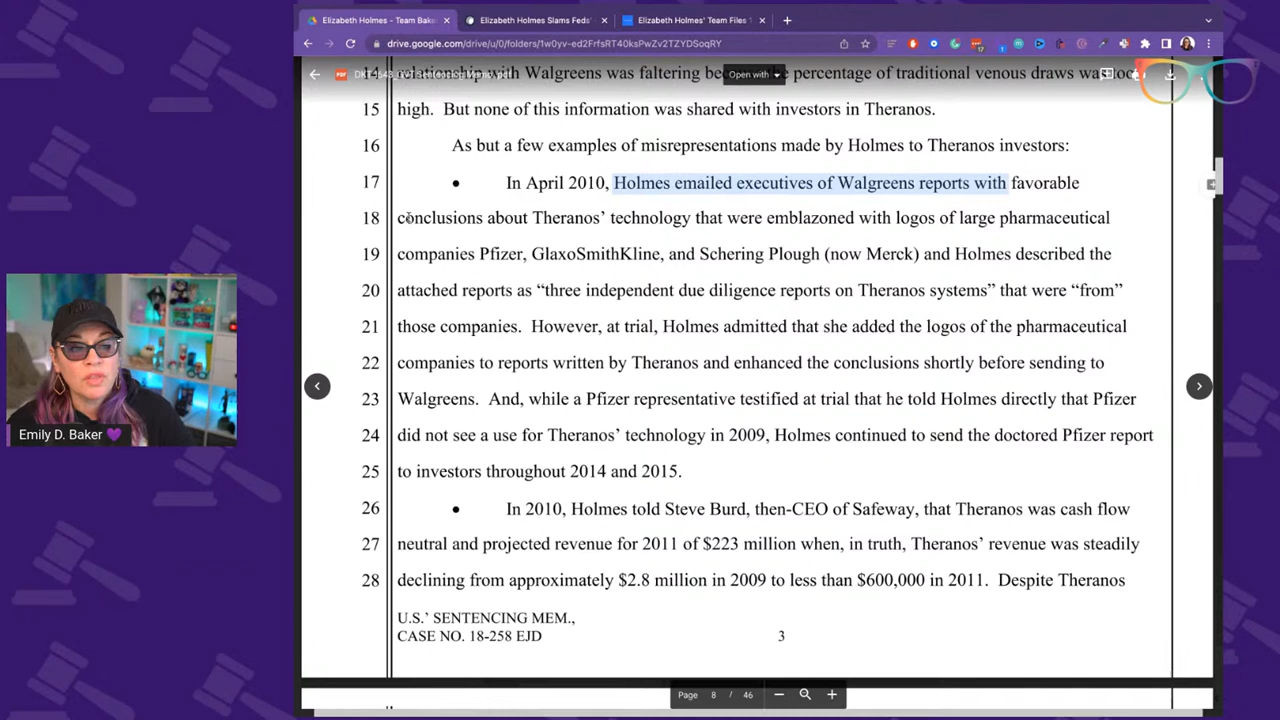 Elizabeth Holmes - Team Bake
Elizabeth Holmes Slams Feds'
Elizabeth Holmes' Team Files T
drive.google.com/drive/u/0/folders/1w0yv-ed2FrfsRT40ksPwZv2TZYDSoqRY
Open with
Walgreens was faltering percentage of traditional venous draws was too
15 high. But none of this information was shared with investors in Theranos.
16 As but a few examples of misrepresentations made by Holmes to Theranos investors:
17 • In April 2010, Holmes emailed executives of Walgreens reports with favorable
18 conclusions about Theranos' technology that were emblazoned with logos of large pharmaceutical
19 companies Pfizer, GlaxoSmithKline, and Schering Plough (now Merck) and Holmes described the
20 attached reports as “three independent due diligence reports on Theranos systems” that were “from”
21 those companies. However, at trial, Holmes admitted that she added the logos of the pharmaceutical
22 companies to reports written by Theranos and enhanced the conclusions shortly before sending to
23 Walgreens. And, while a Pfizer representative testified at trial that he told Holmes directly that Pfizer
24 did not see a use for Theranos' technology in 2009, Holmes continued to send the doctored Pfizer report
25 to investors throughout 2014 and 2015.
26 • In 2010, Holmes told Steve Burd, then-CEO of Safeway, that Theranos was cash flow
27 neutral and projected revenue for 2011 of $223 million when, in truth, Theranos' revenue was steadily
28 declining from approximately $2.8 million in 2009 to less than $600,000 in 2011. Despite Theranos
U.S.' SENTENCING MEM.,
CASE NO. 18-258 EJD 3
Page 8 / 46
Emily D. Baker 💜